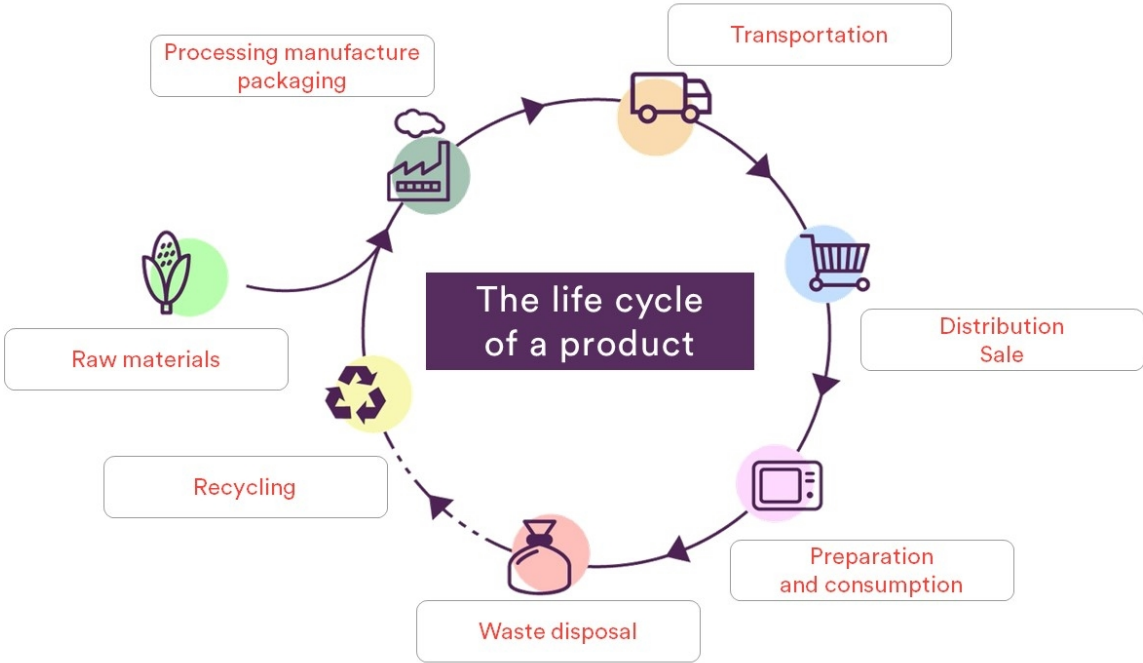 Transportation
Processing manufacture
packaging
The life cycle
of a product
Distribution
Sale
Raw materials
Recycling
Preparation
and consumption
Waste disposal